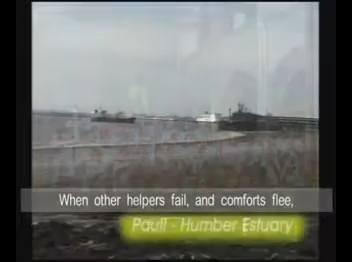 When other helpers fail, and comforts flee,
Paull - Humber Estuary